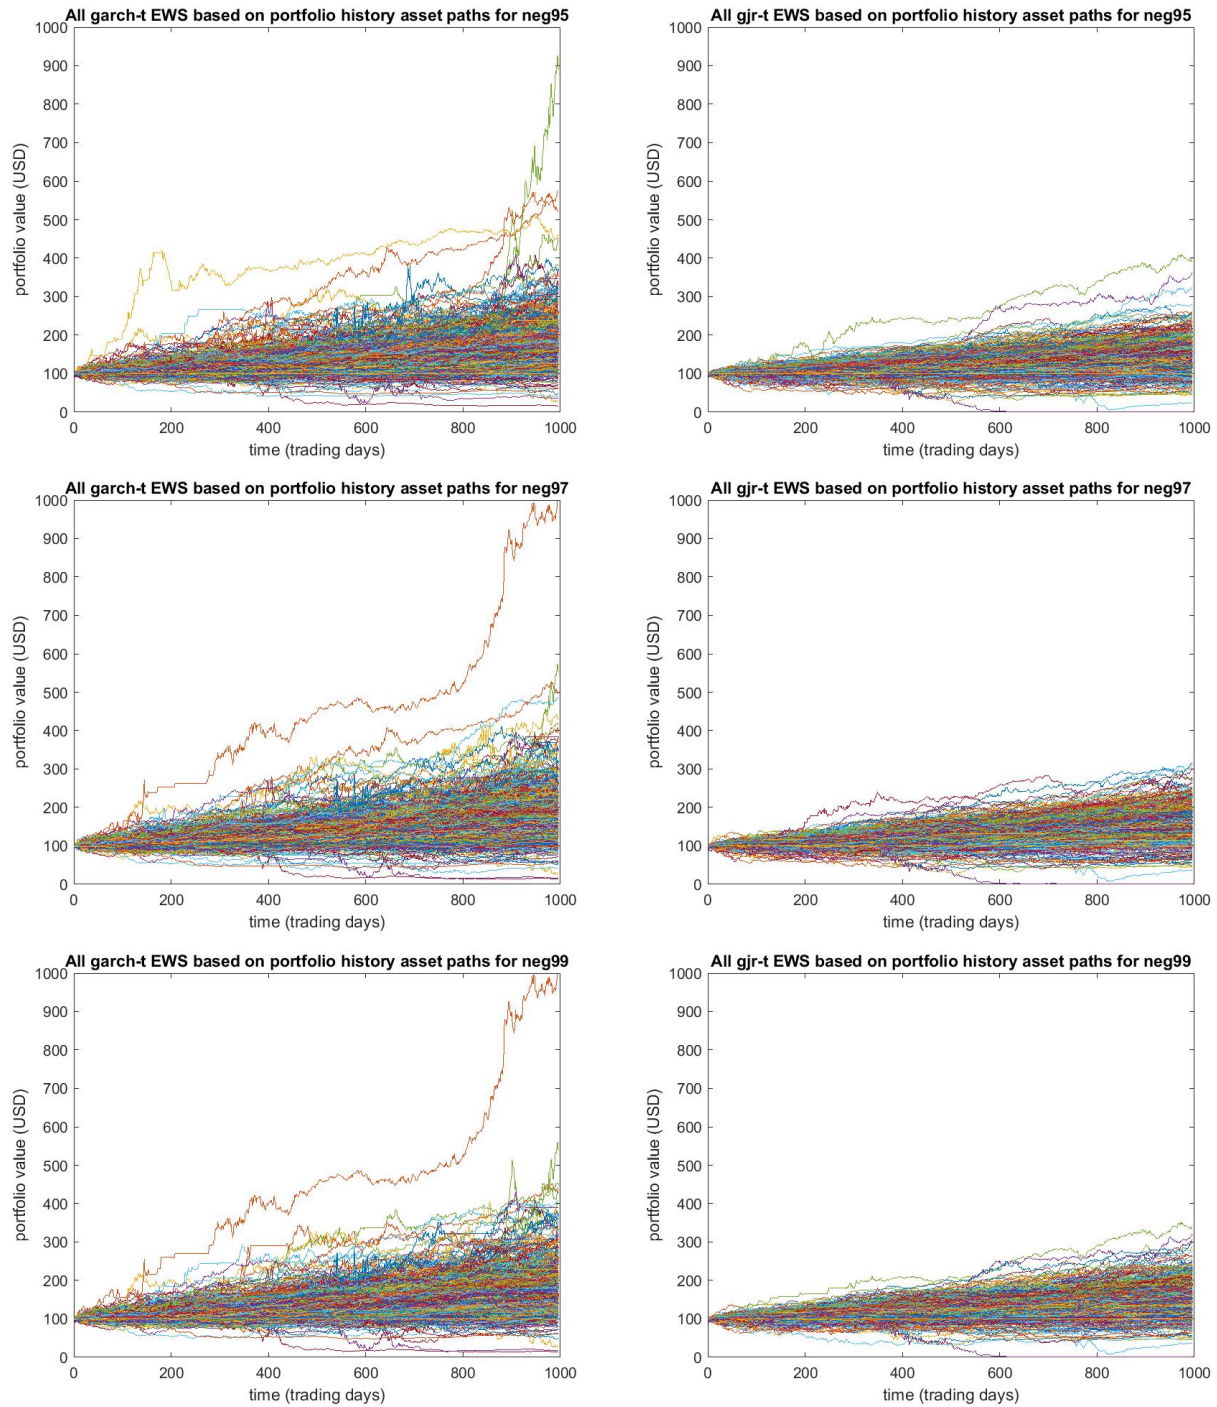 All garch-t EWS based on portfolio history asset paths for neg95
1000
900
800
700
600
500
400
300
200
100
0
portfolio value (USD)
0 200 400 600 800 1000
time (trading days)
All gjr-t EWS based on portfolio history asset paths for neg95
1000
900
800
700
600
500
400
300
200
100
0
portfolio value (USD)
0 200 400 600 800 1000
time (trading days)
All garch-t EWS based on portfolio history asset paths for neg97
1000
900
800
700
600
500
400
300
200
100
0
portfolio value (USD)
0 200 400 600 800 1000
time (trading days)
All gjr-t EWS based on portfolio history asset paths for neg97
1000
900
800
700
600
500
400
300
200
100
0
portfolio value (USD)
0 200 400 600 800 1000
time (trading days)
All garch-t EWS based on portfolio history asset paths for neg99
1000
900
800
700
600
500
400
300
200
100
0
portfolio value (USD)
0 200 400 600 800 1000
time (trading days)
All gjr-t EWS based on portfolio history asset paths for neg99
1000
900
800
700
600
500
400
300
200
100
0
portfolio value (USD)
0 200 400 600 800 1000
time (trading days)